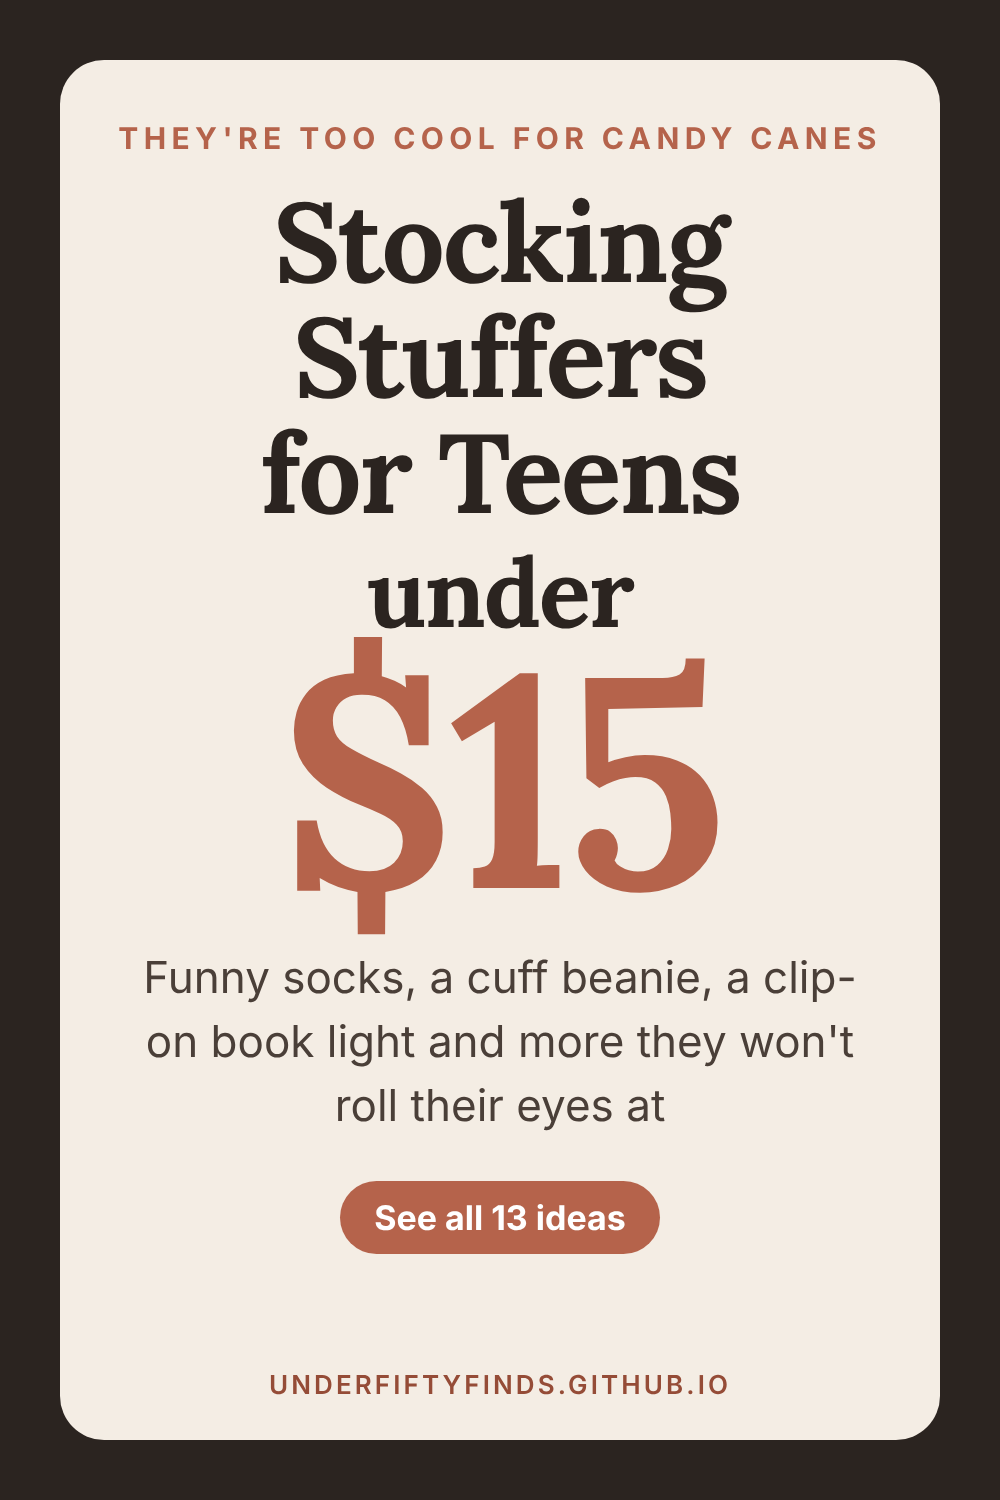 THEY'RE TOO COOL FOR CANDY CANES
Stocking
Stuffers
for Teens
under
$15
Funny socks, a cuff beanie, a clip-
on book light and more they won't
roll their eyes at
See all 13 ideas
UNDERFIFTYFINDS.GITHUB.IO